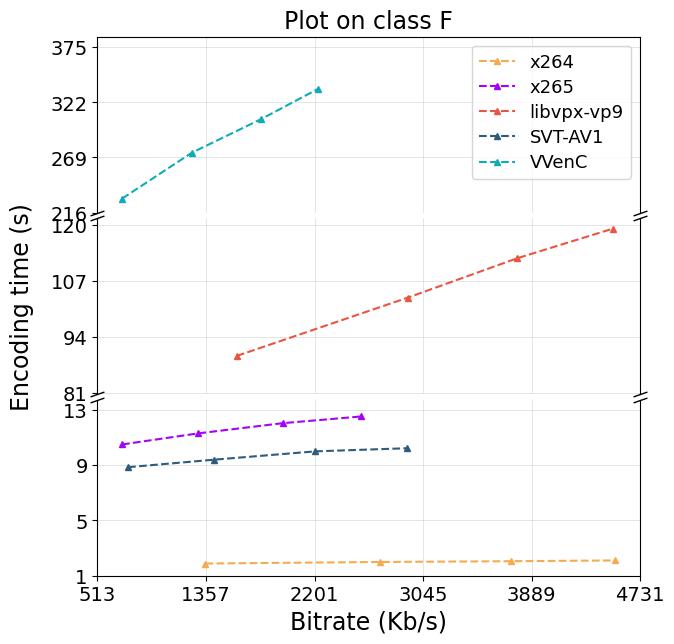 Plot on class F
x264
x265
libvpx-vp9
SVT-AV1
VVenC
Encoding time (s)
375
322
269
216
120
107
94
81
13
9
5
1
513 1357 2201 3045 3889 4731
Bitrate (Kb/s)